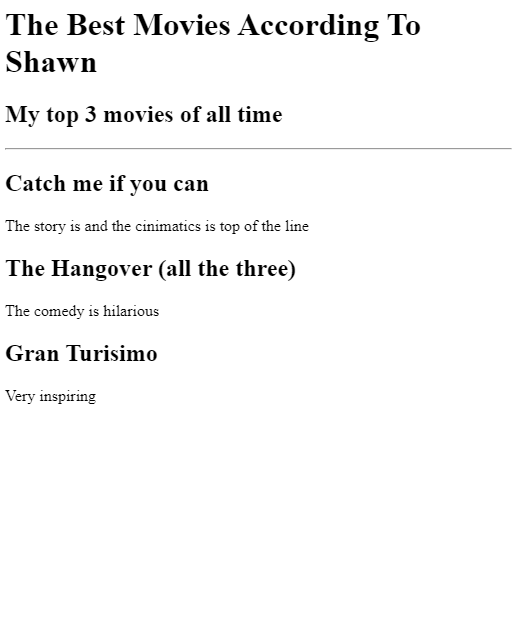 The Best Movies According To
Shawn
My top 3 movies of all time
Catch me if you can
The story is and the cinimatics is top of the line
The Hangover (all the three)
The comedy is hilarious
Gran Turisimo
Very inspiring